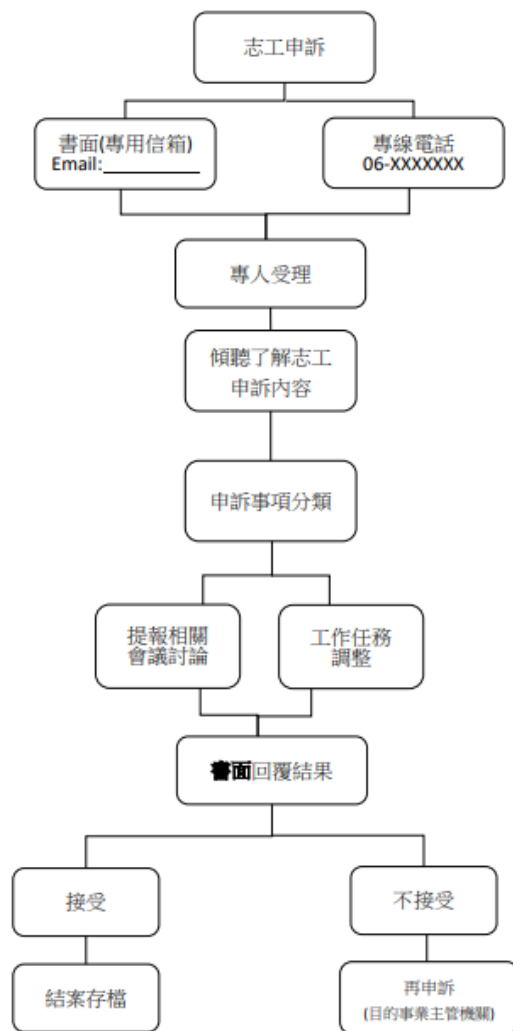 志工申訴
書面(專用信箱)
Email:__________
專線電話
06-XXXXXXX
專人受理
傾聽了解志工
申訴內容
申訴事項分類
提報相關
會議討論
工作任務
調整
書面回覆結果
接受
不接受
結案存檔
再申訴
(目的事業主管機關)